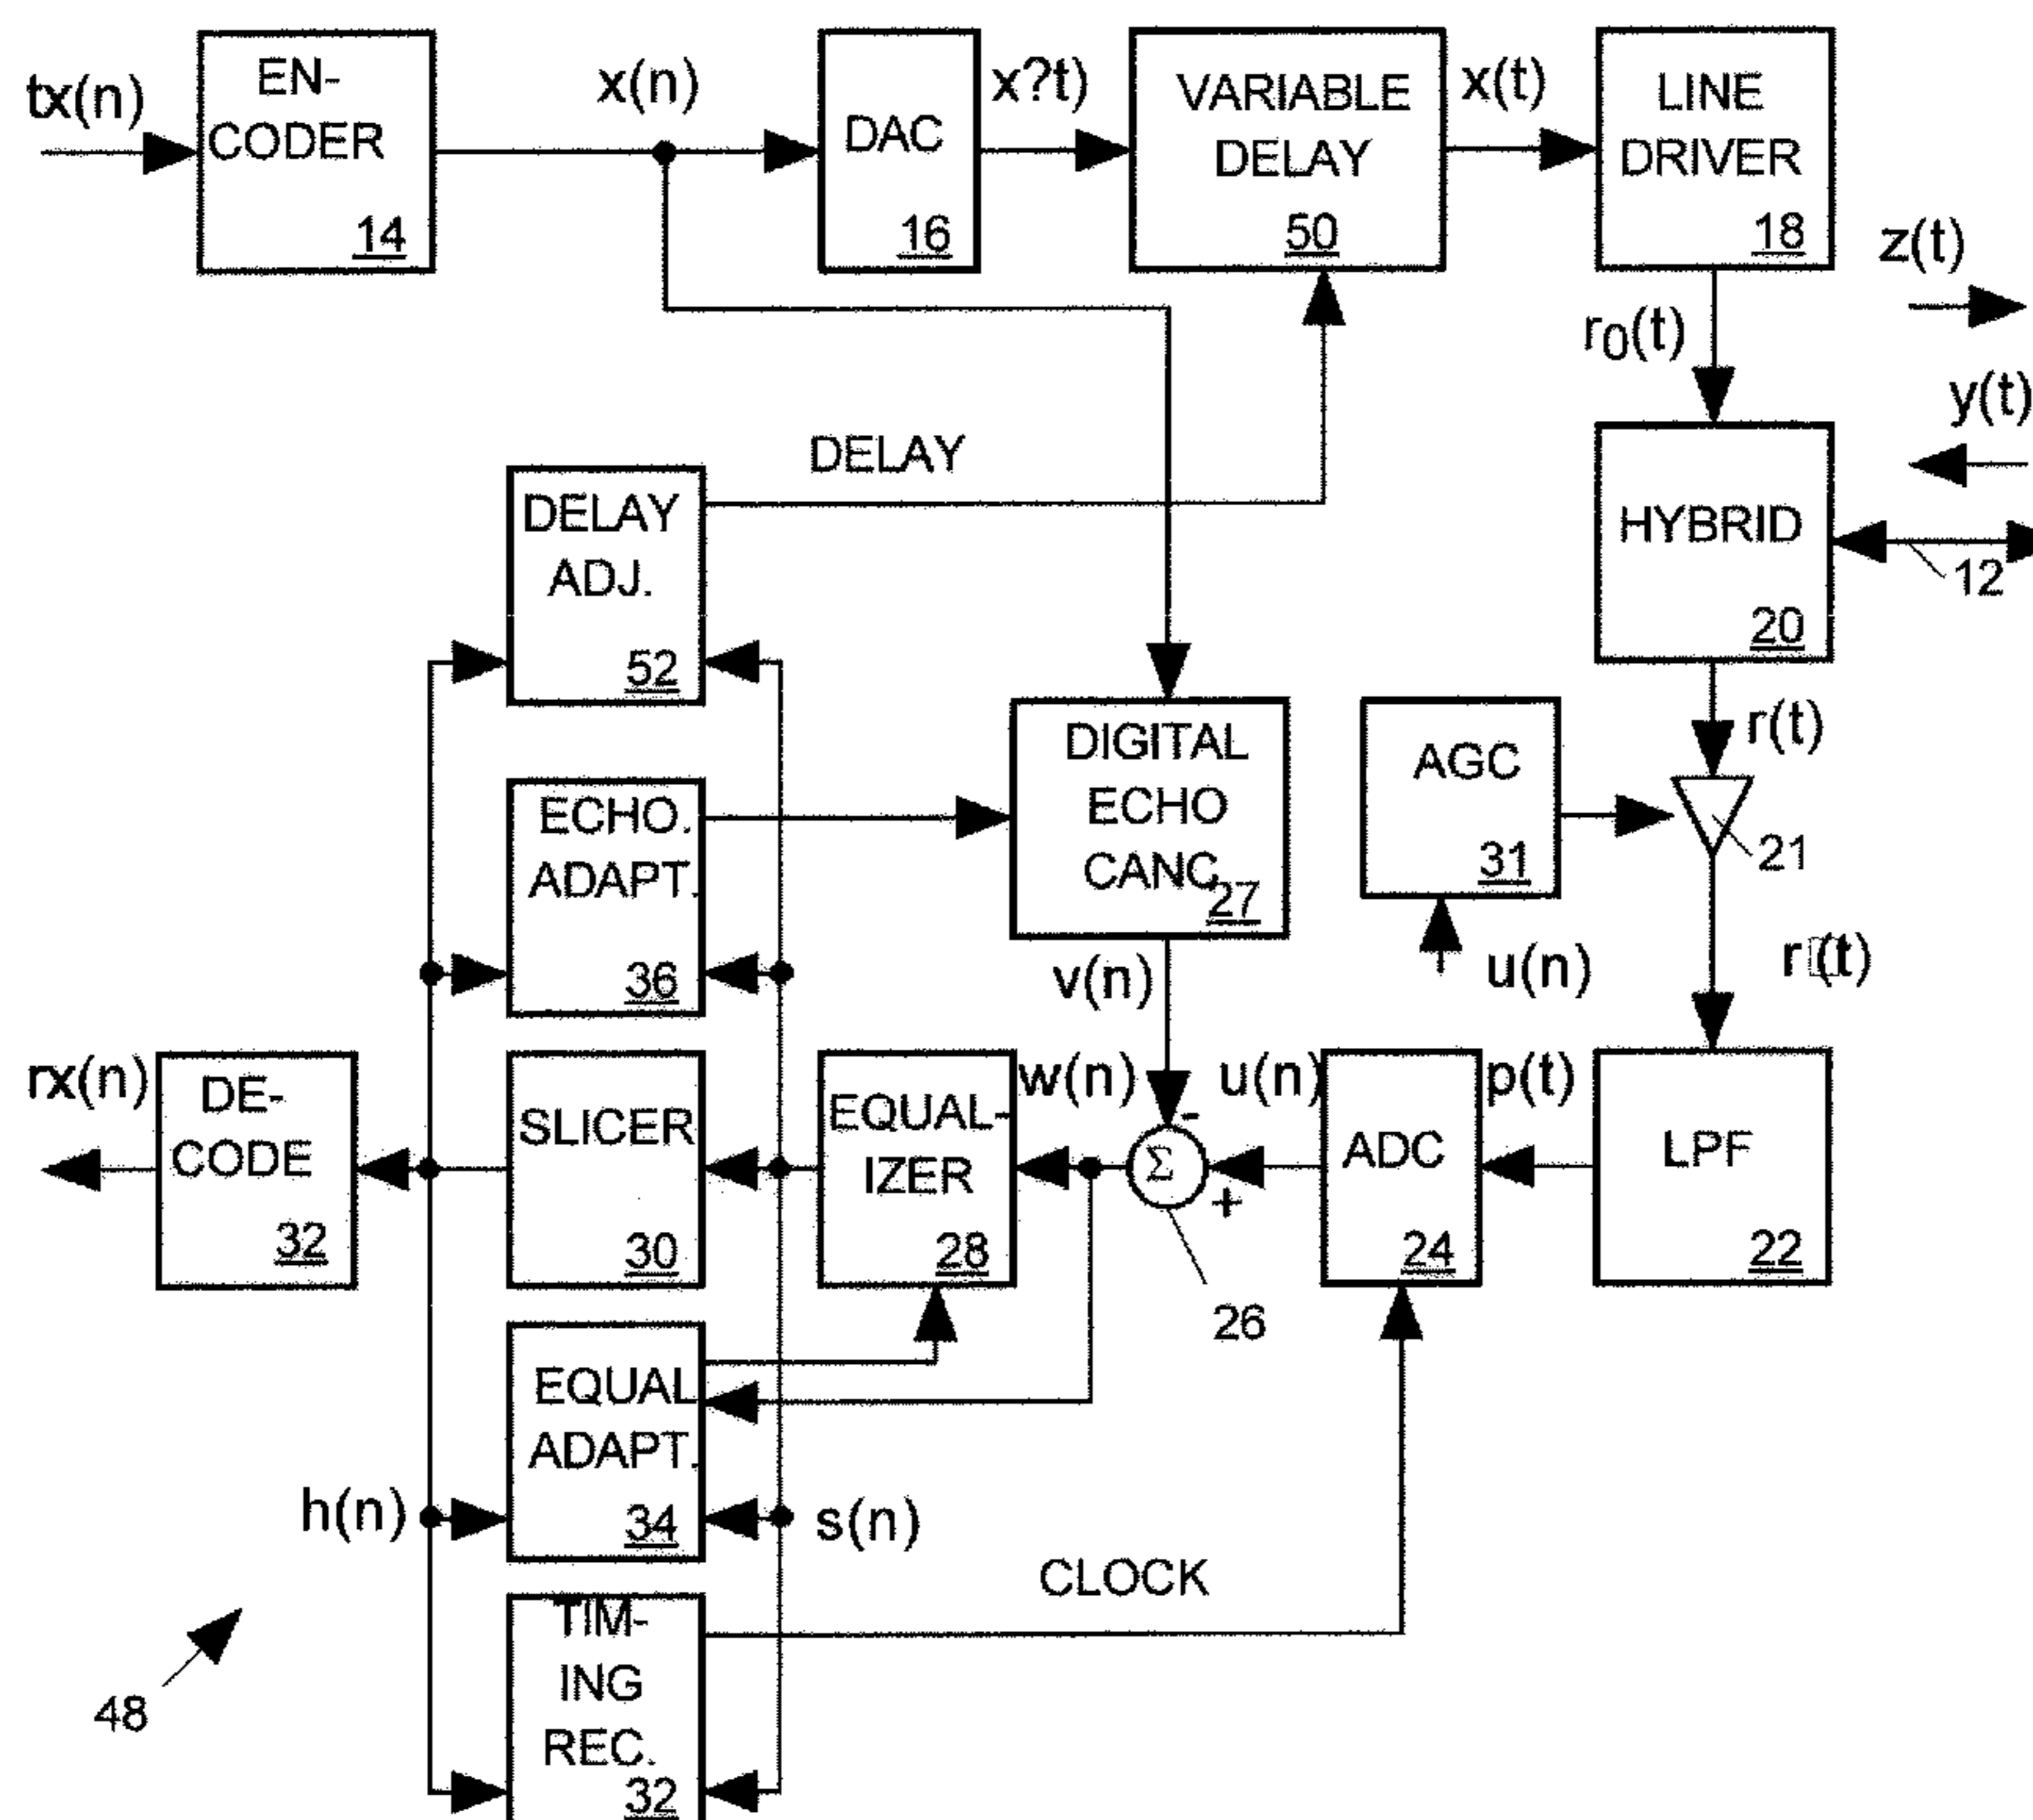 tx(n)
EN-
CODER
14
x(n)
DAC
16
x?t)
VARIABLE
DELAY
50
x(t)
LINE
DRIVER
18
z(t)
r0(t)
y(t)
HYBRID
20
12
DELAY
DELAY
ADJ.
52
r(t)
DIGITAL
ECHO
CANC.
27
AGC
31
21
ECHO.
ADAPT.
36
v(n)
u(n)
r□(t)
rx(n)
DE-
CODE
32
SLICER
30
EQUAL-
IZER
28
w(n)
-
Σ
+
26
u(n)
ADC
24
p(t)
LPF
22
EQUAL
ADAPT.
34
h(n)
s(n)
CLOCK
TIM-
ING
REC.
32
48